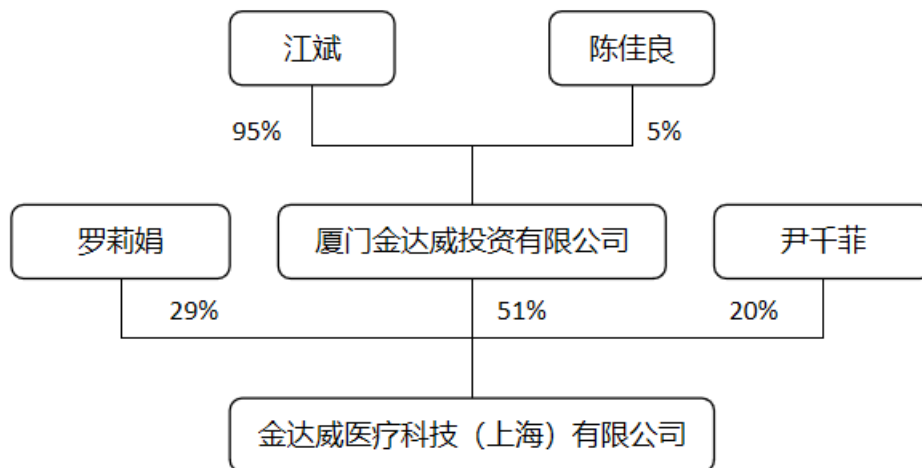 江斌
陈佳良
95%
5%
罗莉娟
厦门金达威投资有限公司
尹千菲
29%
51%
20%
金达威医疗科技（上海）有限公司